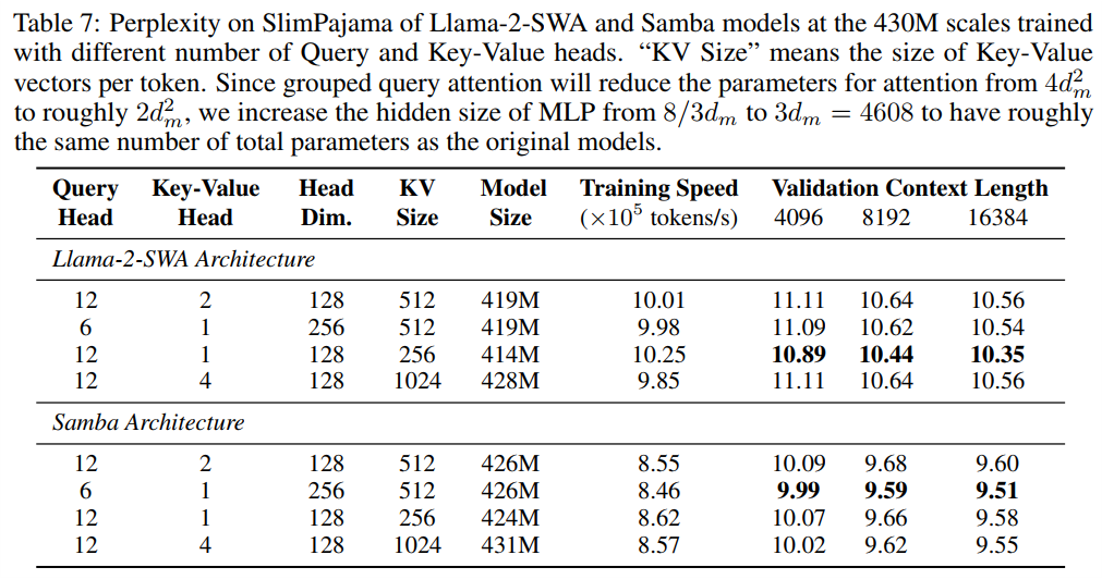 Table 7: Perplexity on SlimPajama of Llama-2-SWA and Samba models at the 430M scales trained
with different number of Query and Key-Value heads. “KV Size” means the size of Key-Value
vectors per token. Since grouped query attention will reduce the parameters for attention from 4d²ₘ
to roughly 2d²ₘ, we increase the hidden size of MLP from 8/3dₘ to 3dₘ = 4608 to have roughly
the same number of total parameters as the original models.
Query Key-Value Head KV Model Training Speed Validation Context Length
Head Head Dim. Size Size (×10⁵ tokens/s) 4096 8192 16384
Llama-2-SWA Architecture
12 2 128 512 419M 10.01 11.11 10.64 10.56
6 1 256 512 419M 9.98 11.09 10.62 10.54
12 1 128 256 414M 10.25 10.89 10.44 10.35
12 4 128 1024 428M 9.85 11.11 10.64 10.56
Samba Architecture
12 2 128 512 426M 8.55 10.09 9.68 9.60
6 1 256 512 426M 8.46 9.99 9.59 9.51
12 1 128 256 424M 8.62 10.07 9.66 9.58
12 4 128 1024 431M 8.57 10.02 9.62 9.55